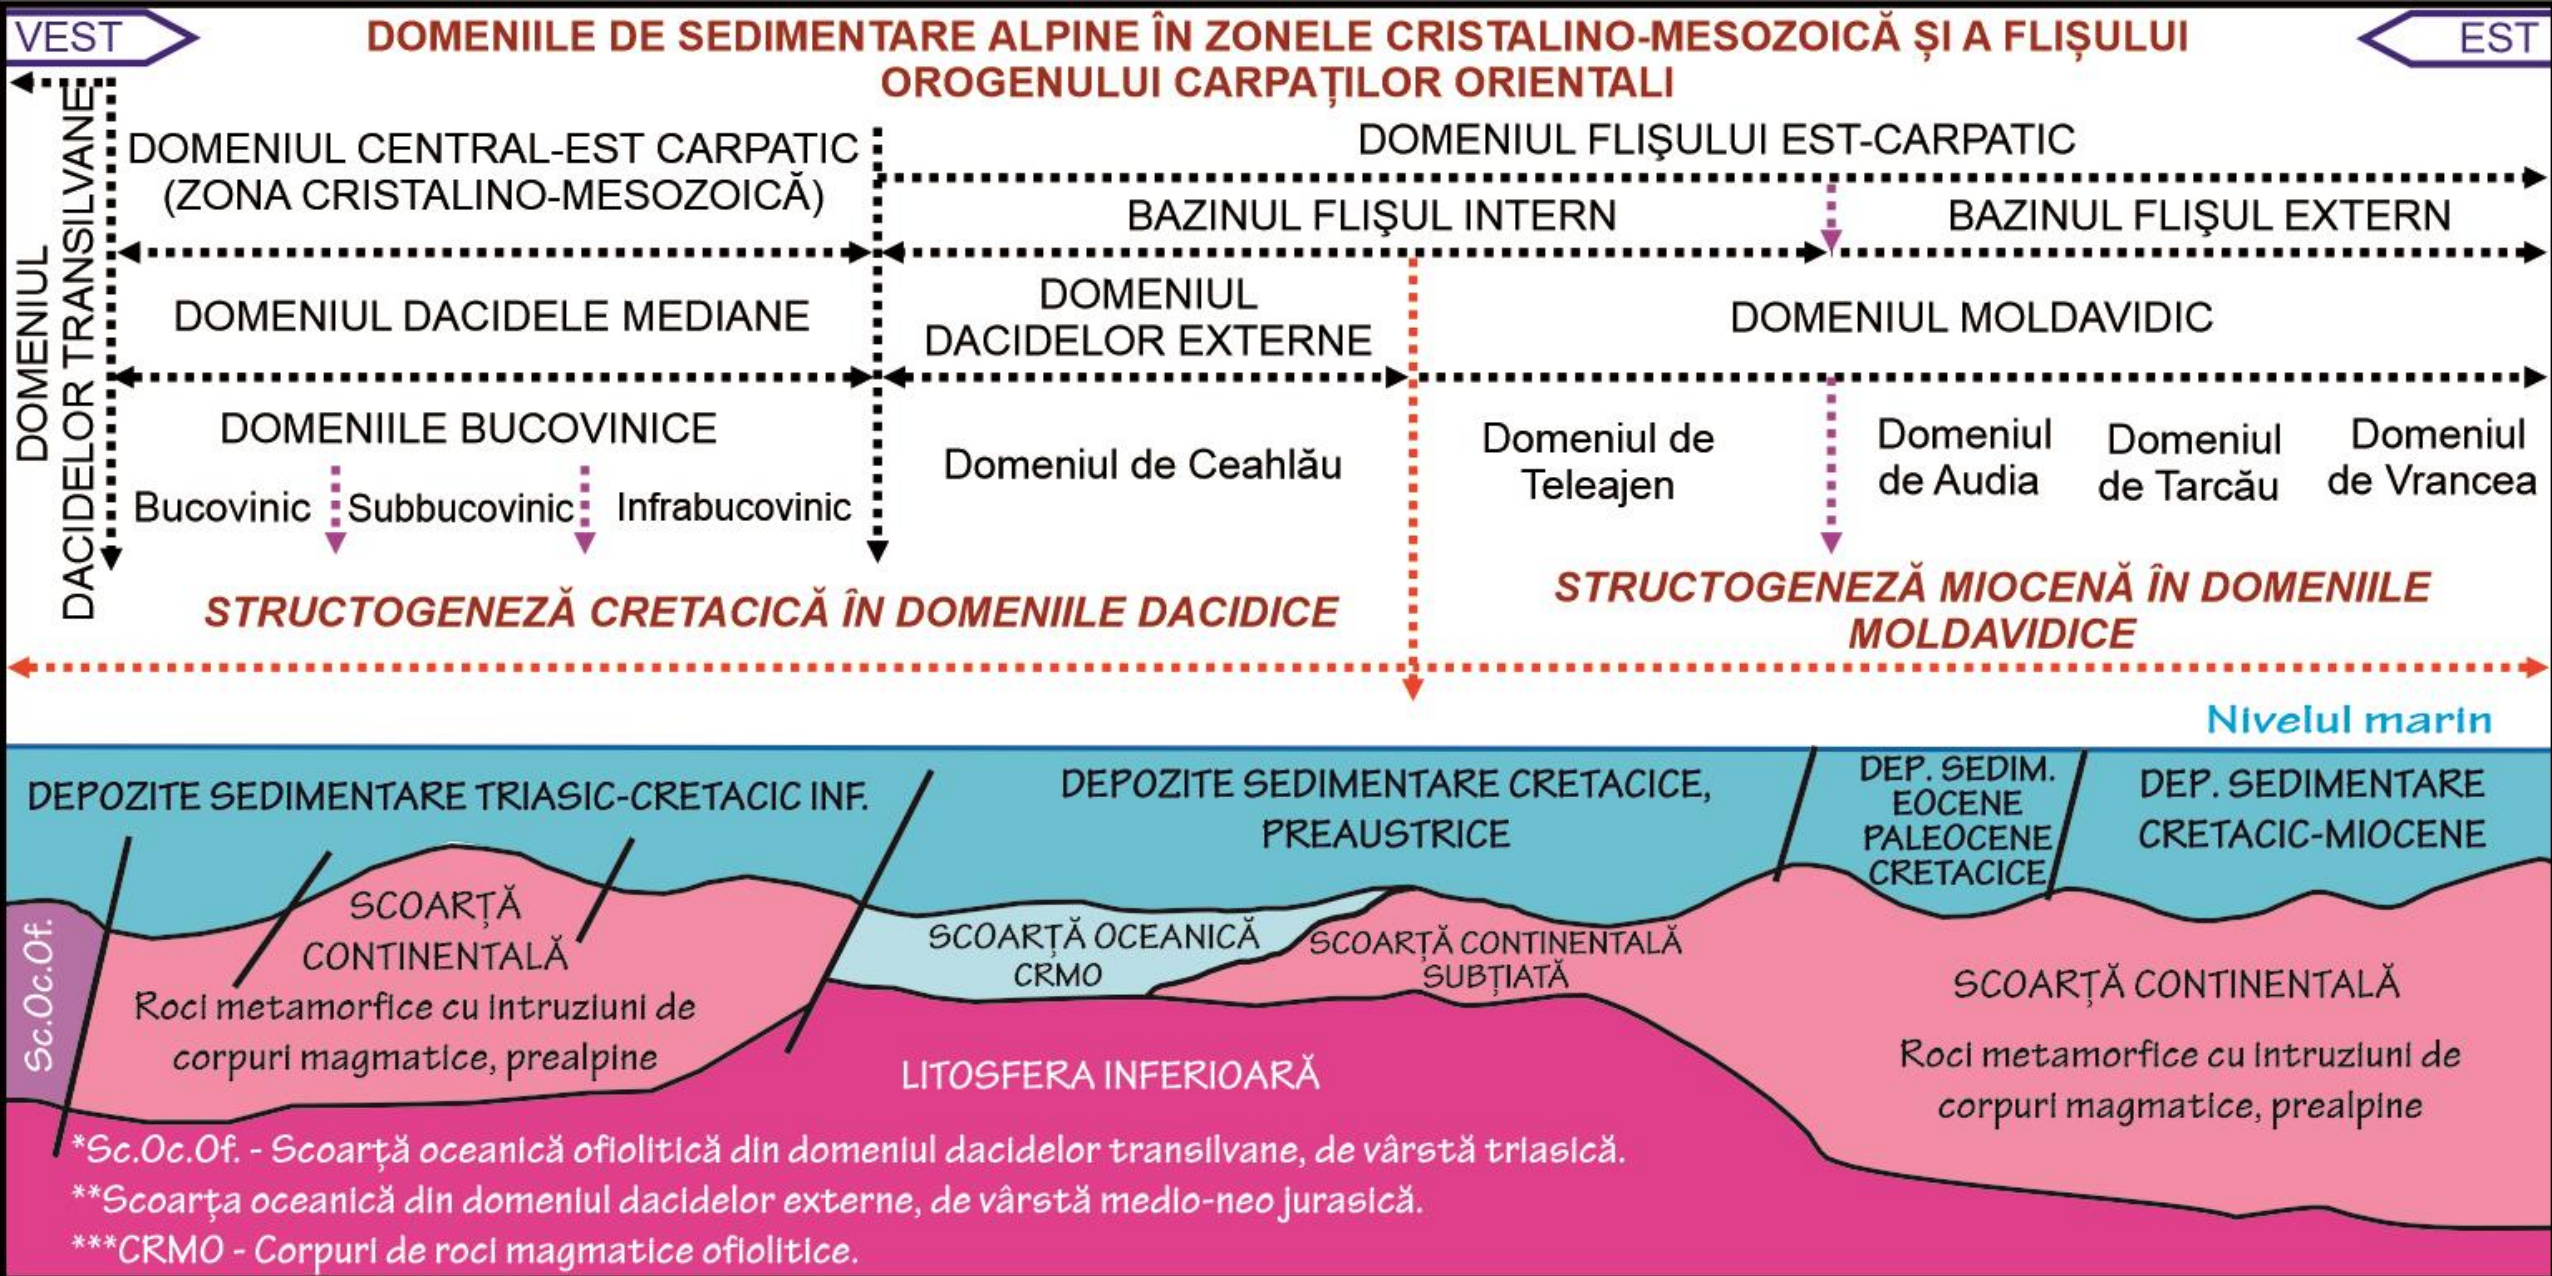 VEST
DOMENIILE DE SEDIMENTARE ALPINE ÎN ZONELE CRISTALINO-MESOZOICĂ ȘI A FLIȘULUI
OROGENULUI CARPAȚILOR ORIENTALI
EST
DOMENIUL
DACIDELOR TRANSILVANE
DOMENIUL CENTRAL-EST CARPATIC
(ZONA CRISTALINO-MESOZOICĂ)
DOMENIUL FLIŞULUI EST-CARPATIC
BAZINUL FLIŞUL INTERN
BAZINUL FLIŞUL EXTERN
DOMENIUL DACIDELE MEDIANE
DOMENIUL
DACIDELOR EXTERNE
DOMENIUL MOLDAVIDIC
DOMENIILE BUCOVINICE
Bucovinic
Subbucovinic
Infrabucovinic
Domeniul de Ceahlău
Domeniul de
Teleajen
Domeniul
de Audia
Domeniul
de Tarcău
Domeniul
de Vrancea
STRUCTOGENEZĂ CRETACICĂ ÎN DOMENIILE DACIDICE
STRUCTOGENEZĂ MIOCENĂ ÎN DOMENIILE
MOLDAVIDICE
Nivelul marin
DEPOZITE SEDIMENTARE TRIASIC-CRETACIC INF.
DEPOZITE SEDIMENTARE CRETACICE,
PREAUSTRICE
DEP. SEDIM.
EOCENE
PALEOCENE
CRETACICE
DEP. SEDIMENTARE
CRETACIC-MIOCENE
Sc.Oc.Of.
SCOARȚĂ
CONTINENTALĂ
Roci metamorfice cu intruziuni de
corpuri magmatice, prealpine
SCOARȚĂ OCEANICĂ
CRMO
SCOARȚĂ CONTINENTALĂ
SUBȚIATĂ
SCOARȚĂ CONTINENTALĂ
Roci metamorfice cu intruziuni de
corpuri magmatice, prealpine
LITOSFERA INFERIOARĂ
*Sc.Oc.Of. - Scoarță oceanică ofiolitică din domeniul dacidelor transilvane, de vârstă triasică.
**Scoarța oceanică din domeniul dacidelor externe, de vârstă medio-neo jurasică.
***CRMO - Corpuri de roci magmatice ofiolitice.